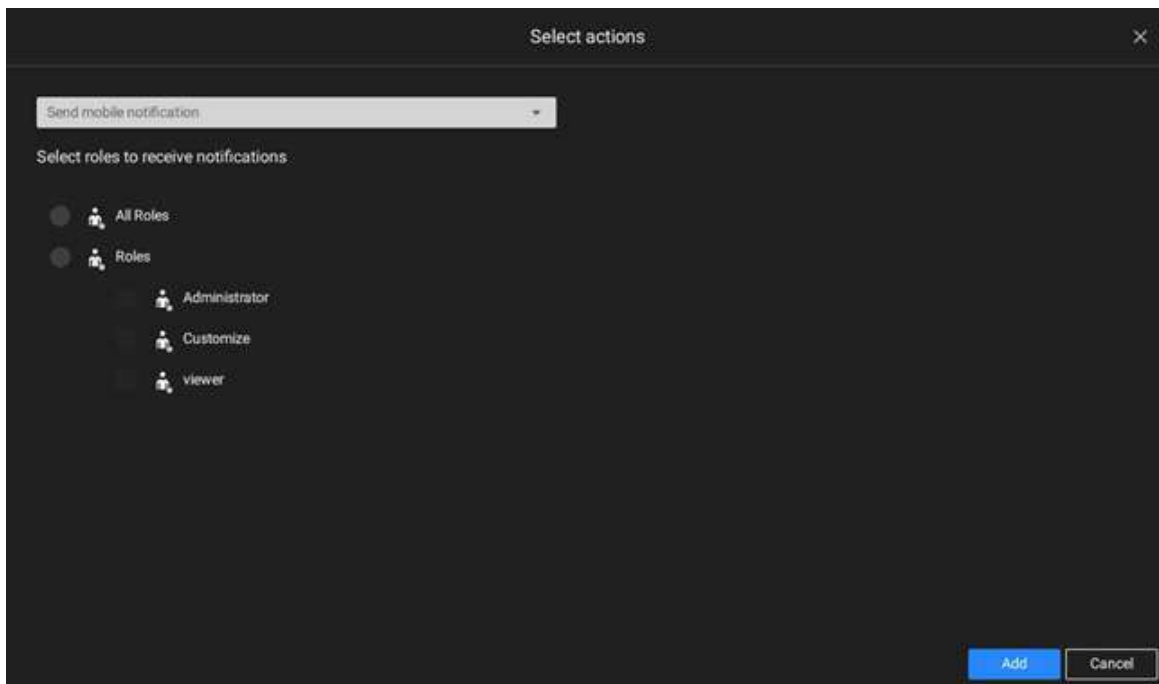 Select actions
Send mobile notification
Select roles to receive notifications
All Roles
Roles
Administrator
Customize
viewer
Add Cancel